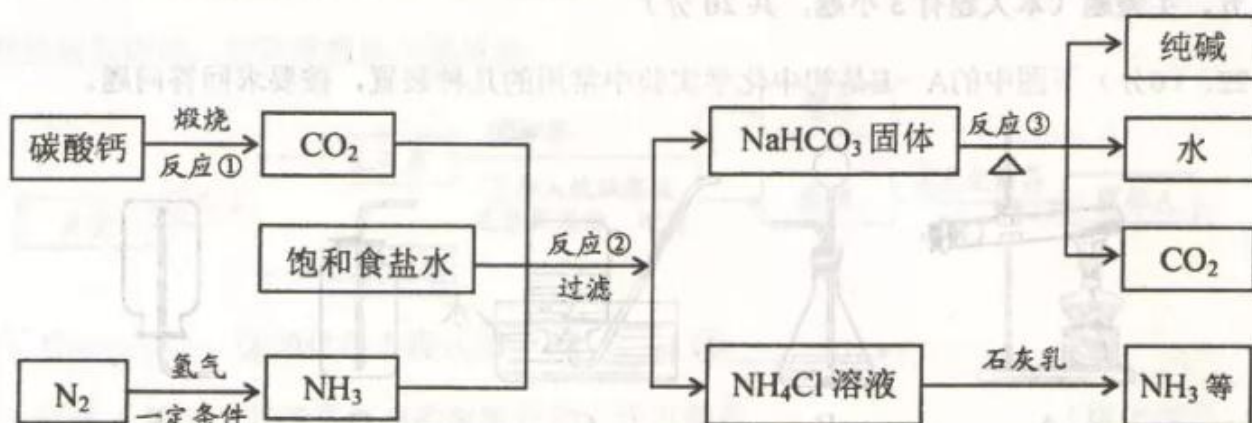 纯碱
碳酸钙
煅烧
反应①
CO₂
NaHCO₃ 固体
反应③
△
水
饱和食盐水
反应②
过滤
CO₂
N₂
氢气
一定条件
NH₃
NH₄Cl 溶液
石灰乳
NH₃ 等